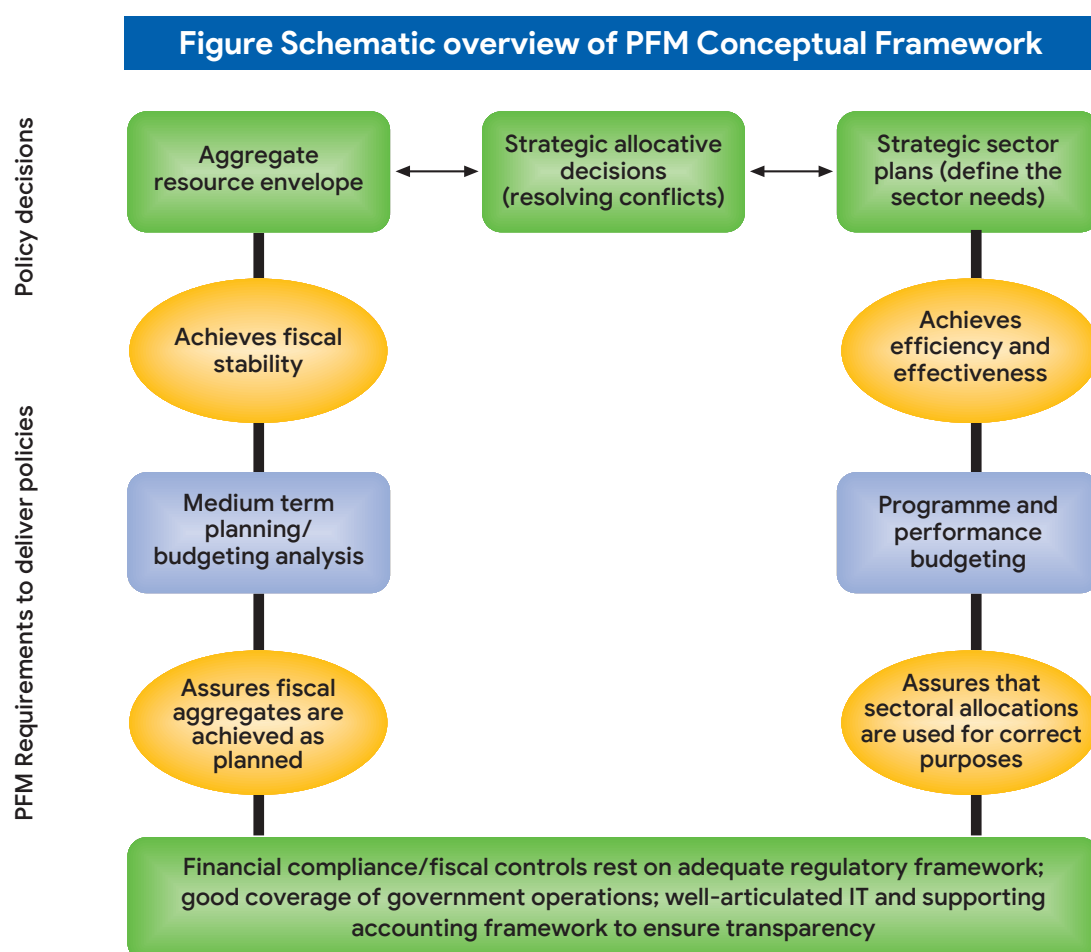 Figure Schematic overview of PFM Conceptual Framework
Policy decisions
Aggregate
resource envelope
Strategic allocative
decisions
(resolving conflicts)
Strategic sector
plans (define the
sector needs)
Achieves fiscal
stability
Achieves
efficiency and
effectiveness
PFM Requirements to deliver policies
Medium term
planning/
budgeting analysis
Programme and
performance
budgeting
Assures fiscal
aggregates are
achieved as
planned
Assures that
sectoral allocations
are used for correct
purposes
Financial compliance/fiscal controls rest on adequate regulatory framework;
good coverage of government operations; well-articulated IT and supporting
accounting framework to ensure transparency